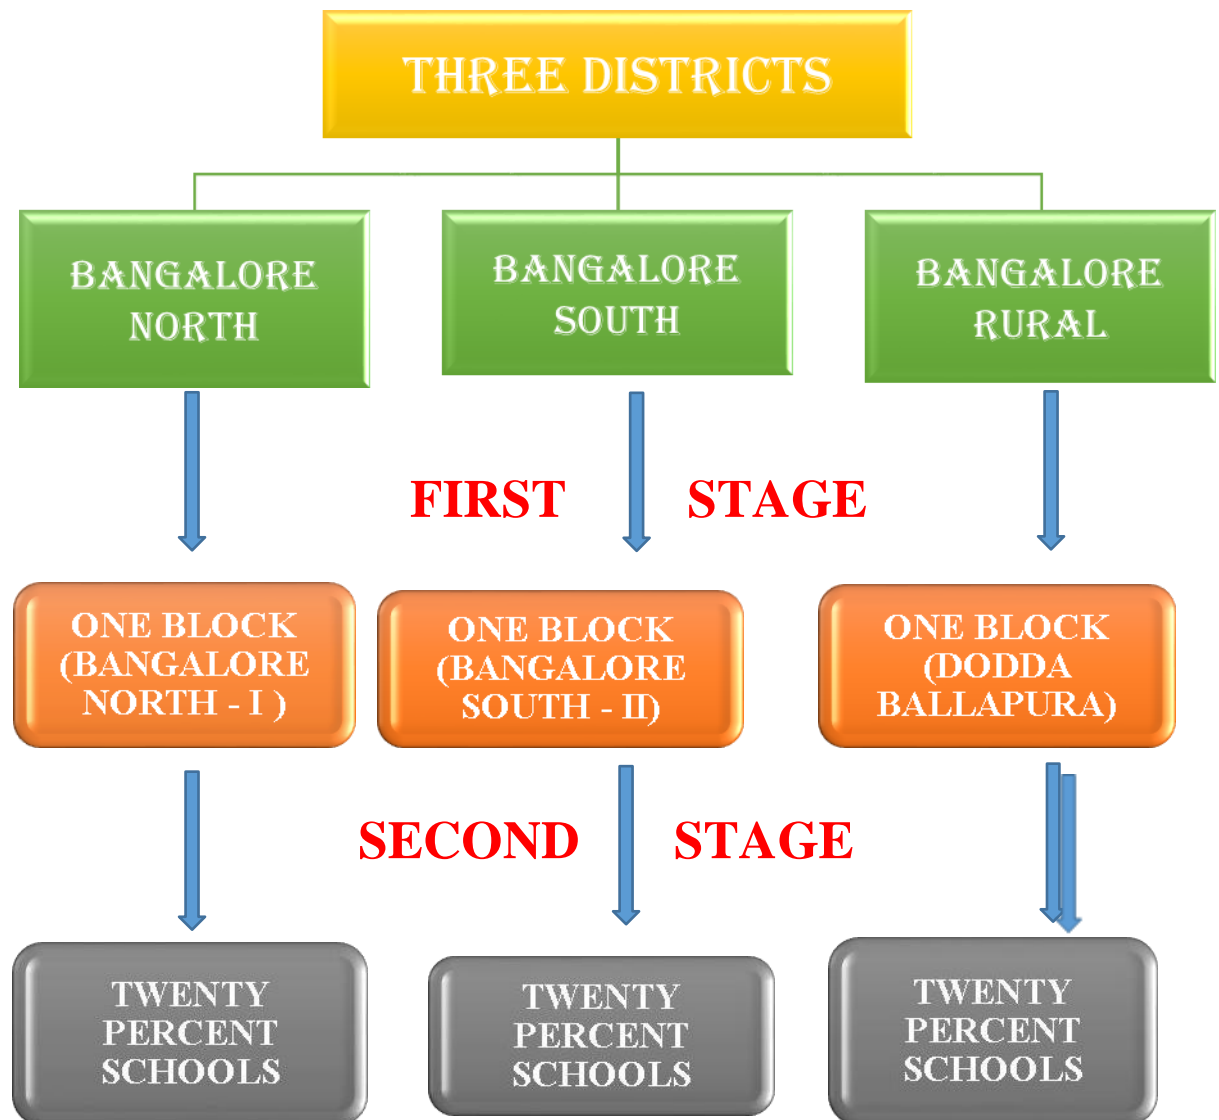 THREE DISTRICTS
BANGALORE
NORTH
BANGALORE
SOUTH
BANGALORE
RURAL
FIRST STAGE
ONE BLOCK
(BANGALORE
NORTH - I )
ONE BLOCK
(BANGALORE
SOUTH - II)
ONE BLOCK
(DODDA
BALLAPURA)
SECOND STAGE
TWENTY
PERCENT
SCHOOLS
TWENTY
PERCENT
SCHOOLS
TWENTY
PERCENT
SCHOOLS